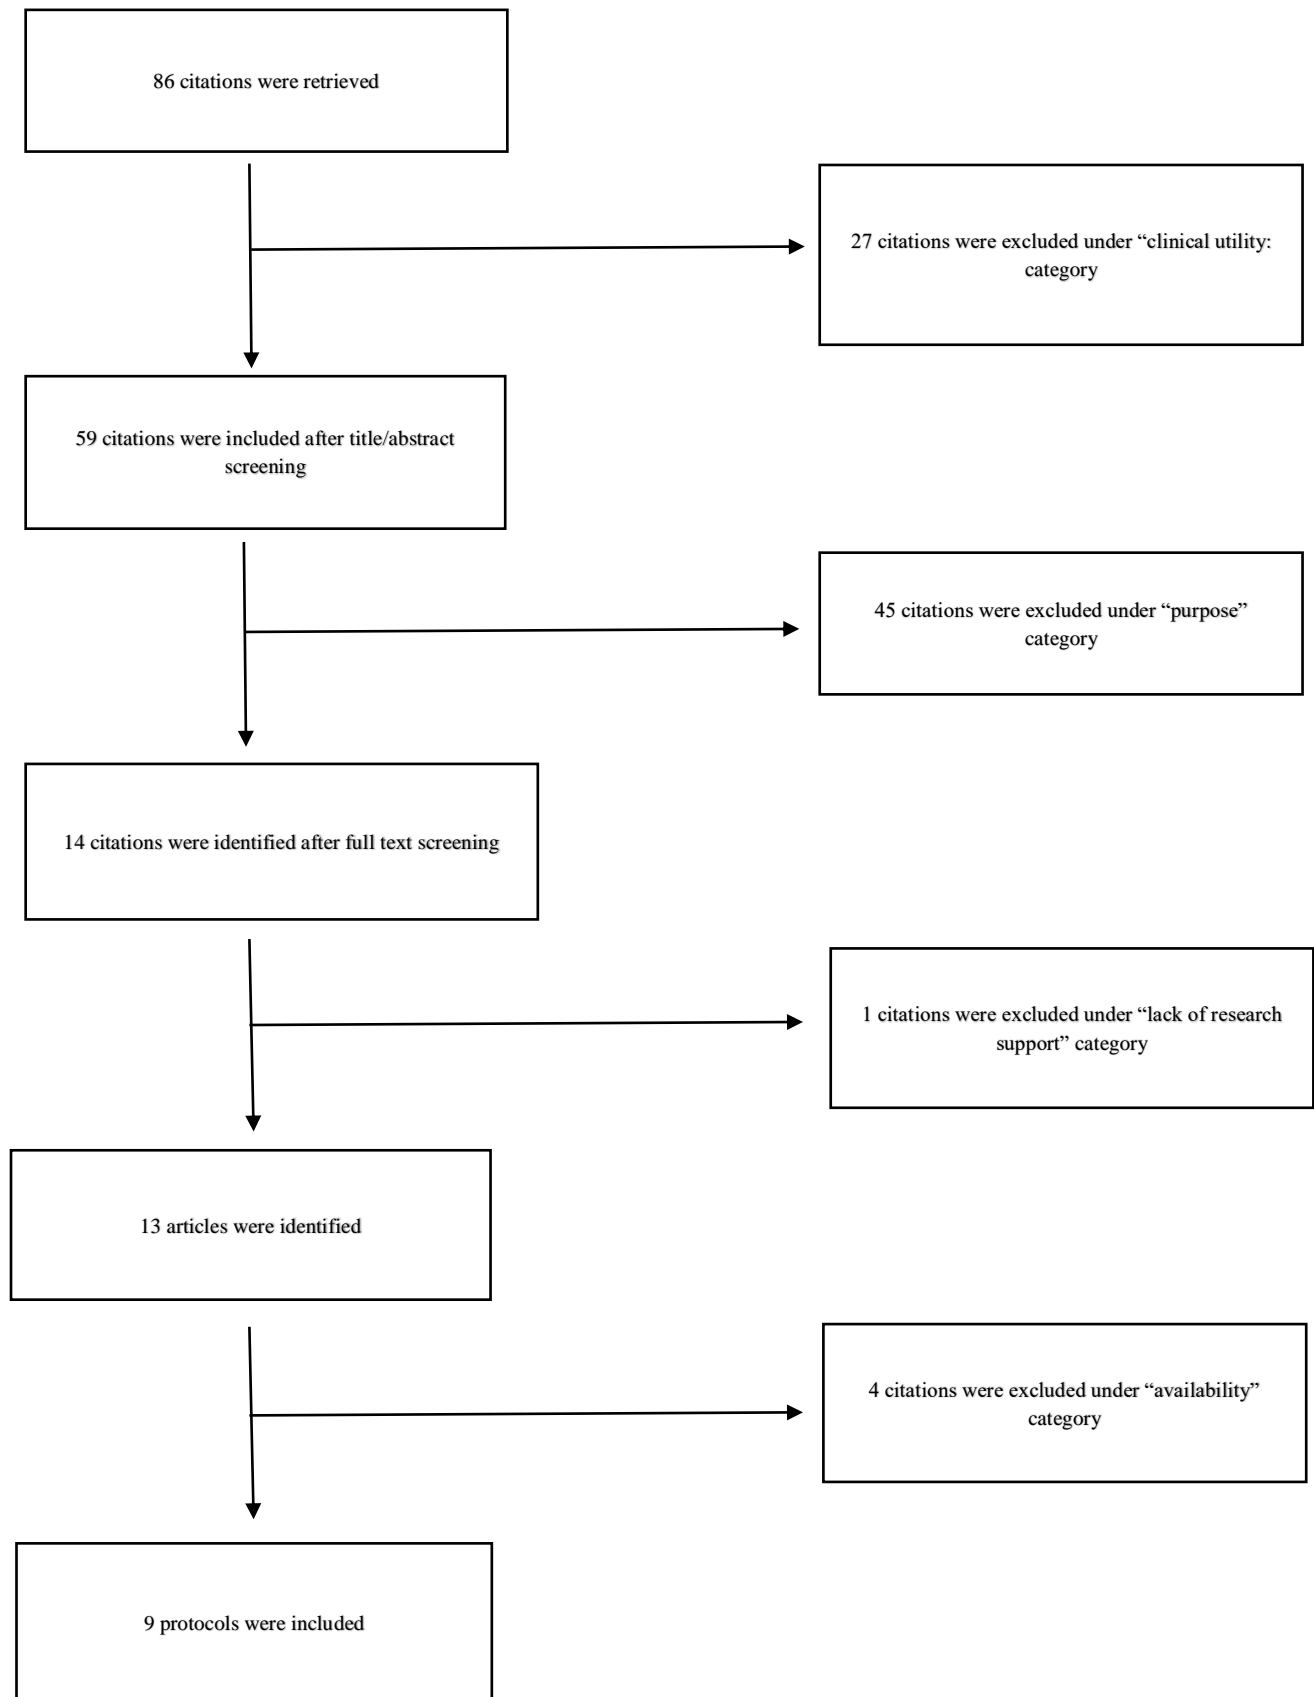 86 citations were retrieved
27 citations were excluded under “clinical utility:
category
59 citations were included after title/abstract
screening
45 citations were excluded under “purpose”
category
14 citations were identified after full text screening
1 citations were excluded under “lack of research
support” category
13 articles were identified
4 citations were excluded under “availability”
category
9 protocols were included